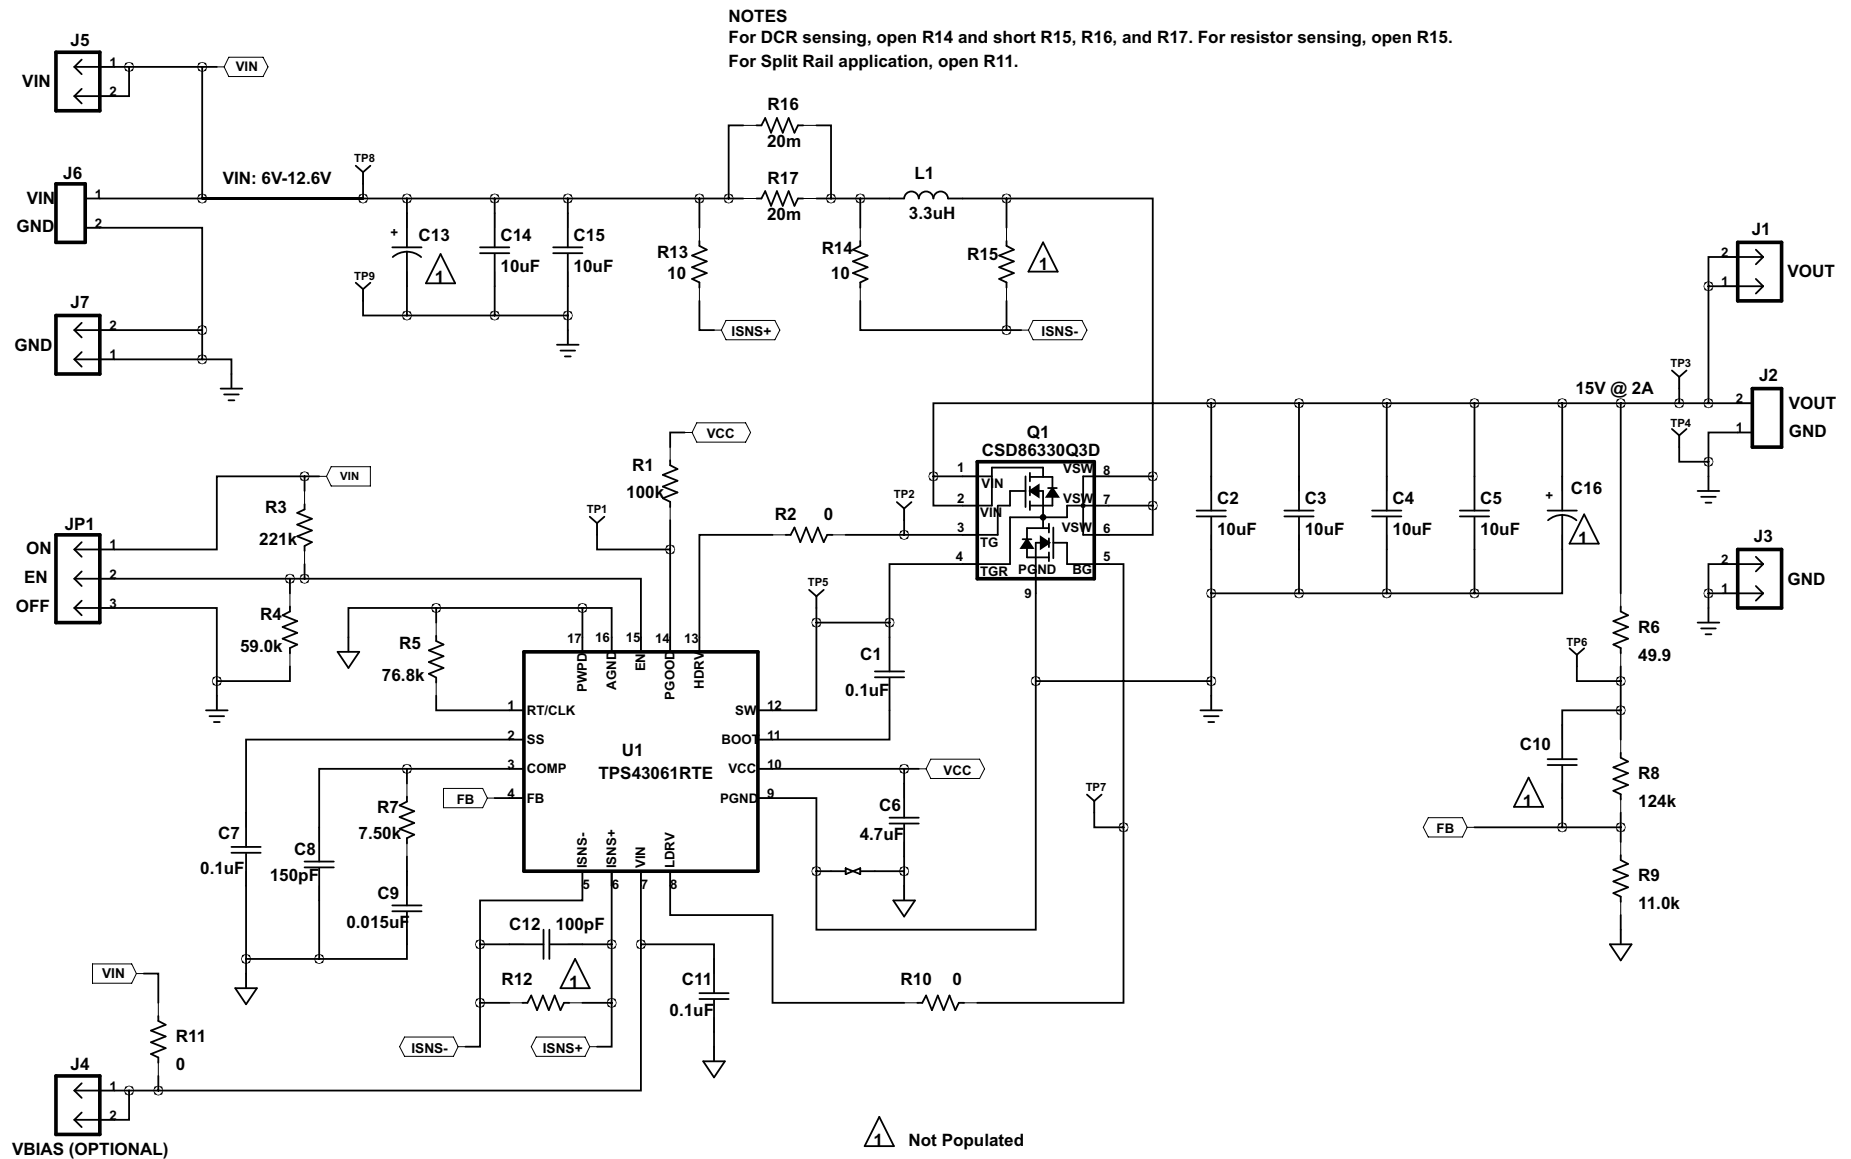 NOTES
For DCR sensing, open R14 and short R15, R16, and R17. For resistor sensing, open R15.
For Split Rail application, open R11.
J5
VIN
1
2
VIN
J6
VIN
GND
1
2
VIN: 6V-12.6V
TP8
J7
GND
2
1
TP9
+
C13
1
C14
10uF
C15
10uF
R16
20m
R17
20m
R13
10
ISNS+
R14
10
L1
3.3uH
R15
1
ISNS-
J1
2
1
VOUT
15V @ 2A
TP3
J2
2
VOUT
TP4
1
GND
J3
2
1
GND
VCC
R1
100k
TP1
R2
0
TP2
Q1
CSD86330Q3D
1
VIN
2
VIN
3
TG
4
TGR
VSW
8
VSW
7
VSW
6
PGND
BG
5
9
C2
10uF
C3
10uF
C4
10uF
C5
10uF
+
C16
1
VIN
R3
221k
JP1
ON
1
EN
2
OFF
3
R4
59.0k
R5
76.8k
TP5
C1
0.1uF
17
16
15
14
13
PWPD
AGND
EN
PGOOD
HDRV
1
RT/CLK
2
SS
3
COMP
4
FB
FB
U1
TPS43061RTE
SW
12
BOOT
11
VCC
10
PGND
9
VCC
ISNS-
ISNS+
VIN
LDRV
5
6
7
8
C6
4.7uF
TP7
TP6
R6
49.9
C10
1
R8
124k
FB
R9
11.0k
C7
0.1uF
C8
150pF
R7
7.50k
C9
0.015uF
C12
100pF
R12
1
ISNS-
ISNS+
C11
0.1uF
R10
0
VIN
R11
0
J4
1
2
VBIAS (OPTIONAL)
1
Not Populated